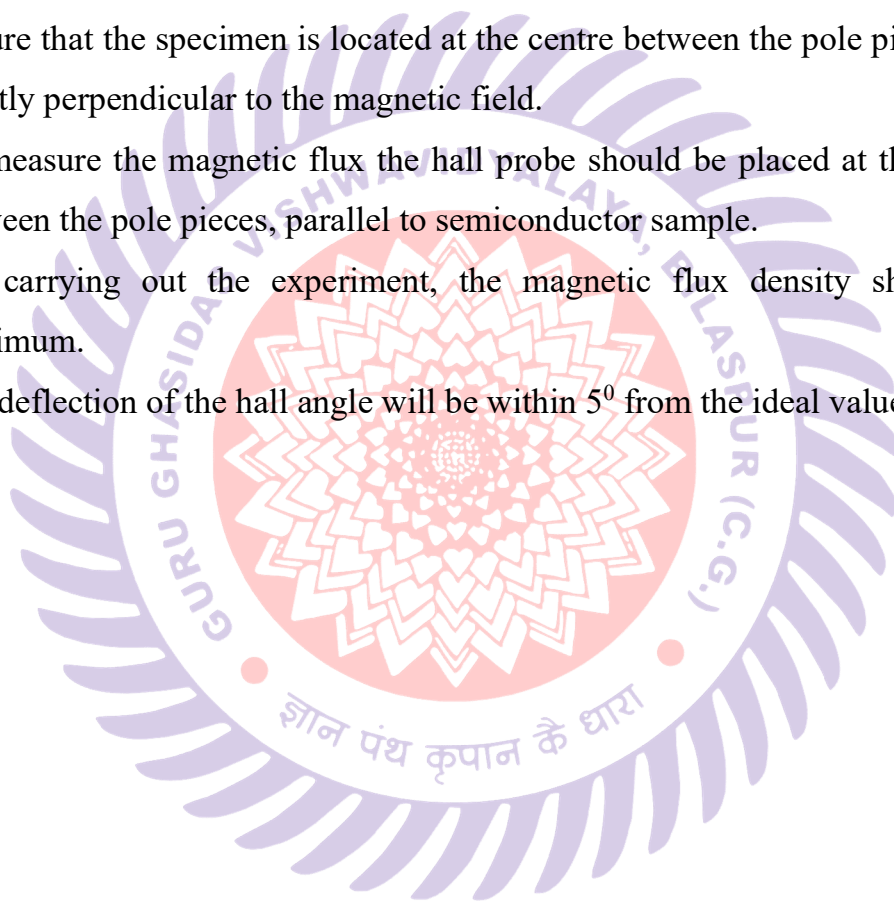 ure that the specimen is located at the centre between the pole pi
tly perpendicular to the magnetic field.
measure the magnetic flux the hall probe should be placed at th
een the pole pieces, parallel to semiconductor sample.
carrying out the experiment, the magnetic flux density sh
imum.
deflection of the hall angle will be within 5⁰ from the ideal value
GURU GHASIDAS VISHWAVIDYALAYA, BILASPUR (C.G.)
ज्ञान पंथ कृपान कै धारा